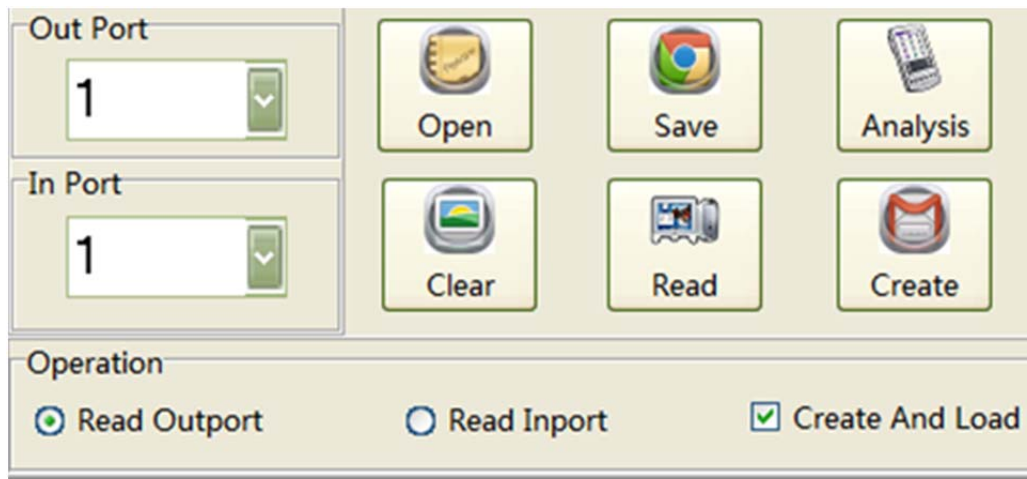 Out Port
1
Open
Save
Analysis
In Port
1
Clear
Read
Create
Operation
Read Outport
Read Inport
Create And Load